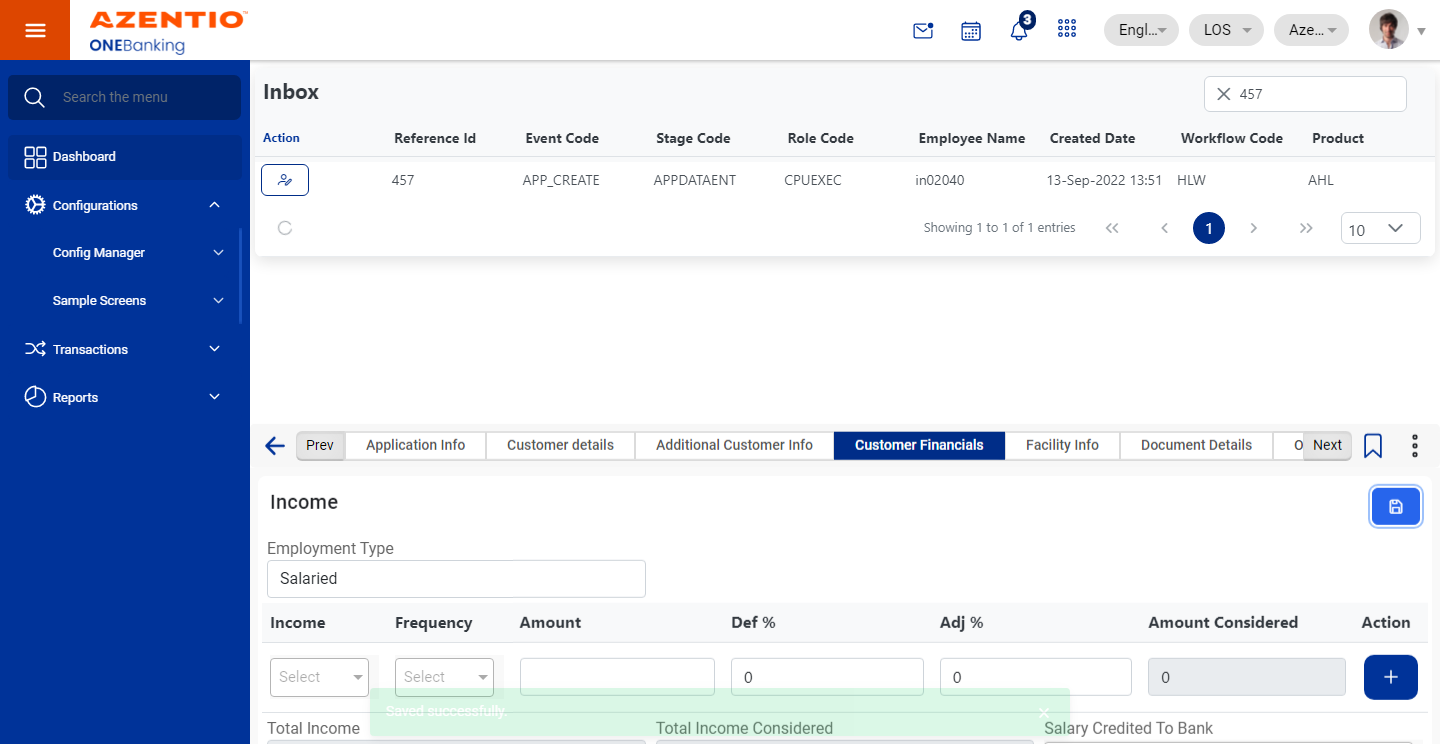 AZENTIO™
ONEBanking
3
Engl...
LOS
Aze...
Search the menu
Dashboard
Configurations
Config Manager
Sample Screens
Transactions
Reports
Inbox
457
Action Reference Id Event Code Stage Code Role Code Employee Name Created Date Workflow Code Product
457 APP_CREATE APPDATAENT CPUEXEC in02040 13-Sep-2022 13:51 HLW AHL
Showing 1 to 1 of 1 entries 1 10
Prev Application Info Customer details Additional Customer Info Customer Financials Facility Info Document Details O Next
Income
Employment Type
Salaried
Income Frequency Amount Def % Adj % Amount Considered Action
Select Select 0 0 0 +
Saved successfully.
Total Income Total Income Considered Salary Credited To Bank